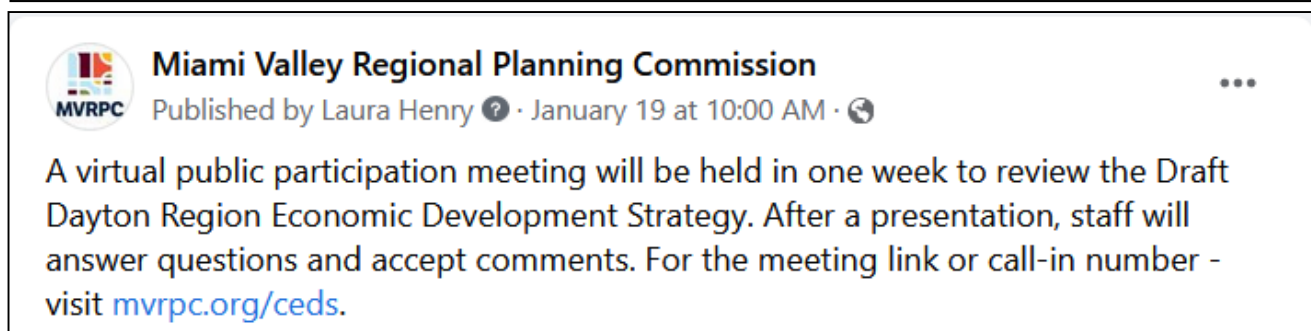 Miami Valley Regional Planning Commission
MVRPC
Published by Laura Henry · January 19 at 10:00 AM ·
A virtual public participation meeting will be held in one week to review the Draft
Dayton Region Economic Development Strategy. After a presentation, staff will
answer questions and accept comments. For the meeting link or call-in number -
visit mvrpc.org/ceds.